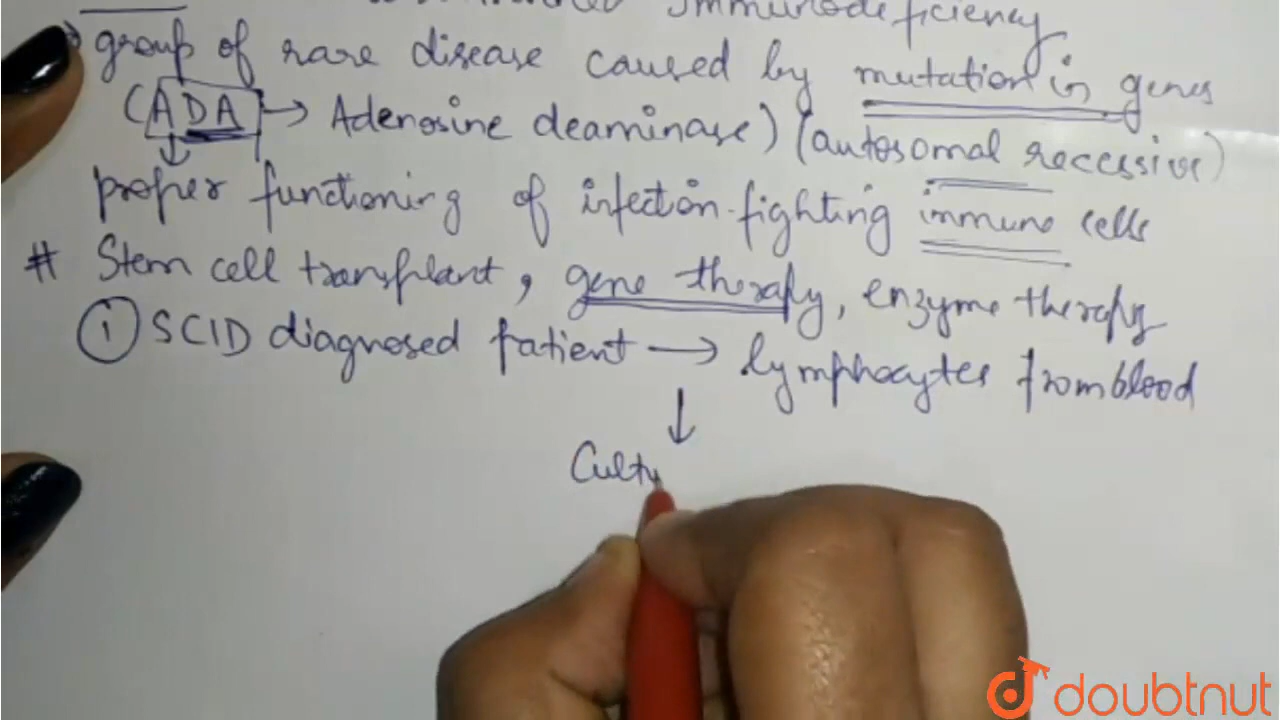 immunodeficiency
group of rare disease caused by mutation in genes
(ADA → Adenosine deaminase) (autosomal recessive)
proper functioning of infection-fighting immune cells
# Stem cell transplant, gene therapy, enzyme therapy
① SCID diagnosed patient → lymphocytes from blood
↓
Cultu
doubtnut